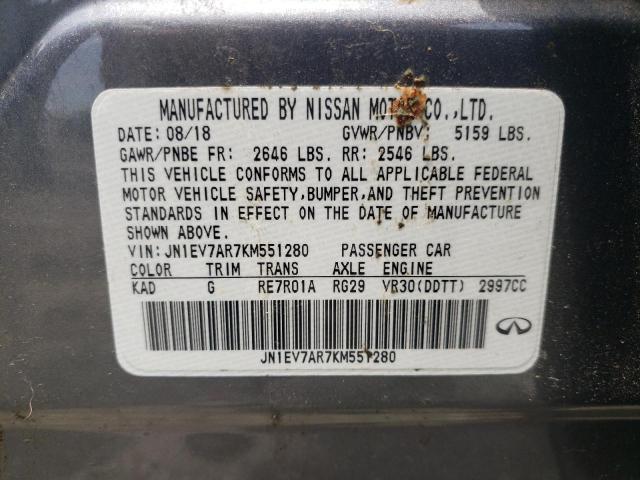 MANUFACTURED BY NISSAN MOTOR CO.,LTD.
DATE: 08/18 GVWR/PNBV: 5159 LBS.
GAWR/PNBE FR: 2646 LBS. RR: 2546 LBS.
THIS VEHICLE CONFORMS TO ALL APPLICABLE FEDERAL
MOTOR VEHICLE SAFETY,BUMPER,AND THEFT PREVENTION
STANDARDS IN EFFECT ON THE DATE OF MANUFACTURE
SHOWN ABOVE.
VIN: JN1EV7AR7KM551280 PASSENGER CAR
COLOR TRIM TRANS AXLE ENGINE
KAD G RE7R01A RG29 VR30(DDTT) 2997CC
JN1EV7AR7KM551280